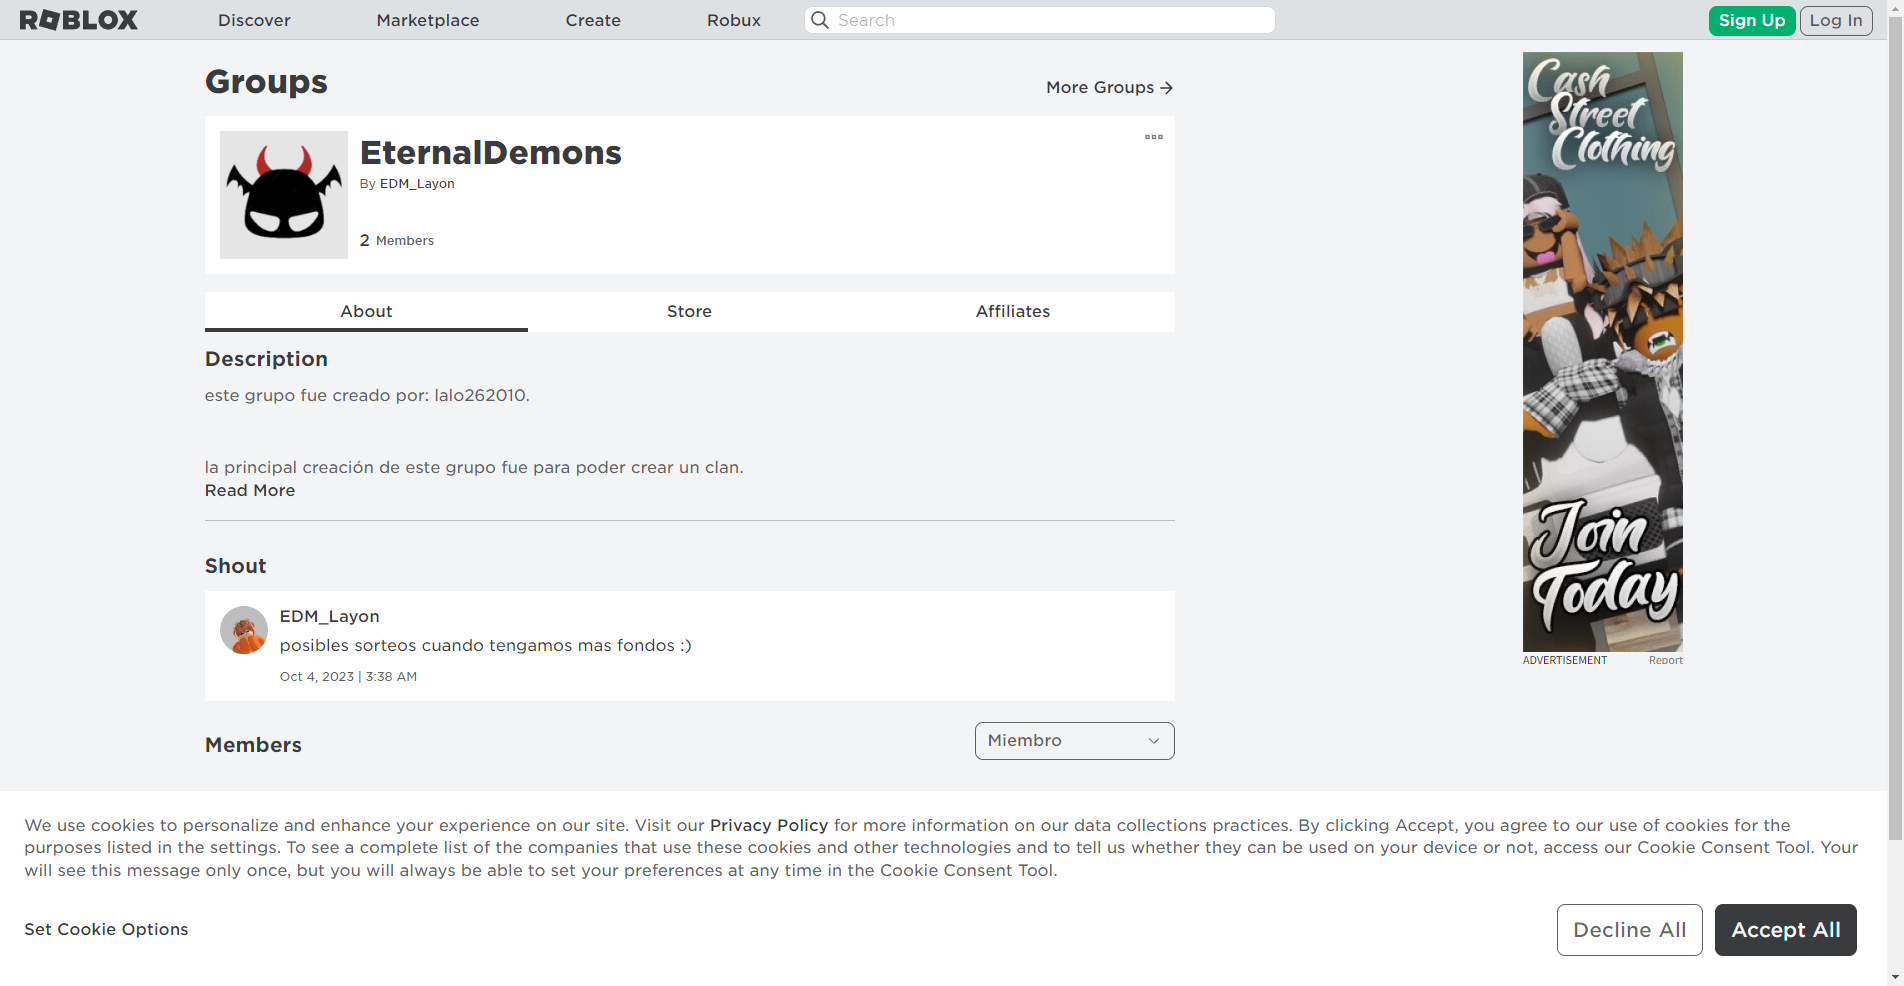 ROBLOX
Discover
Marketplace
Create
Robux
Search
Sign Up
Log In
Groups
More Groups
EternalDemons
By EDM_Layon
2 Members
About
Store
Affiliates
Description
este grupo fue creado por: lalo262010.
la principal creación de este grupo fue para poder crear un clan.
Read More
Shout
EDM_Layon
posibles sorteos cuando tengamos mas fondos :)
Oct 4, 2023 | 3:38 AM
Members
Miembro
Cash
Street
Clothing
Join
Today
ADVERTISEMENT
Report
We use cookies to personalize and enhance your experience on our site. Visit our Privacy Policy for more information on our data collections practices. By clicking Accept, you agree to our use of cookies for the
purposes listed in the settings. To see a complete list of the companies that use these cookies and other technologies and to tell us whether they can be used on your device or not, access our Cookie Consent Tool. Your
will see this message only once, but you will always be able to set your preferences at any time in the Cookie Consent Tool.
Set Cookie Options
Decline All
Accept All